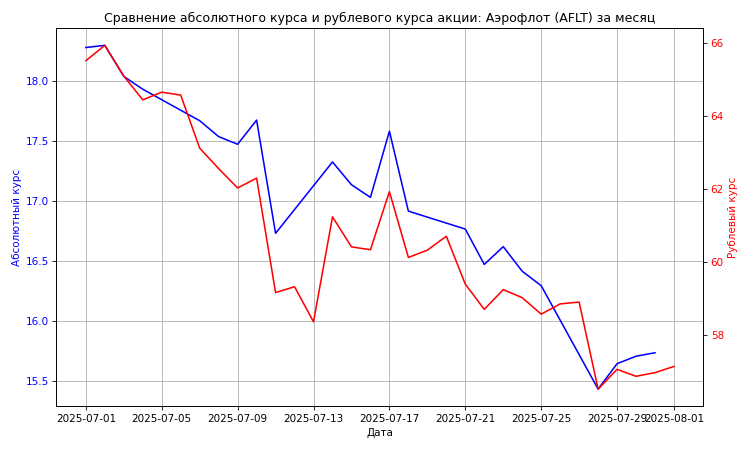 Сравнение абсолютного курса и рублевого курса акции: Аэрофлот (AFLT) за месяц
Абсолютный курс
18.0
17.5
17.0
16.5
16.0
15.5
66
64
62
60
58
Рублевый курс
2025-07-01 2025-07-05 2025-07-09 2025-07-13 2025-07-17 2025-07-21 2025-07-25 2025-07-29 2025-08-01
Дата